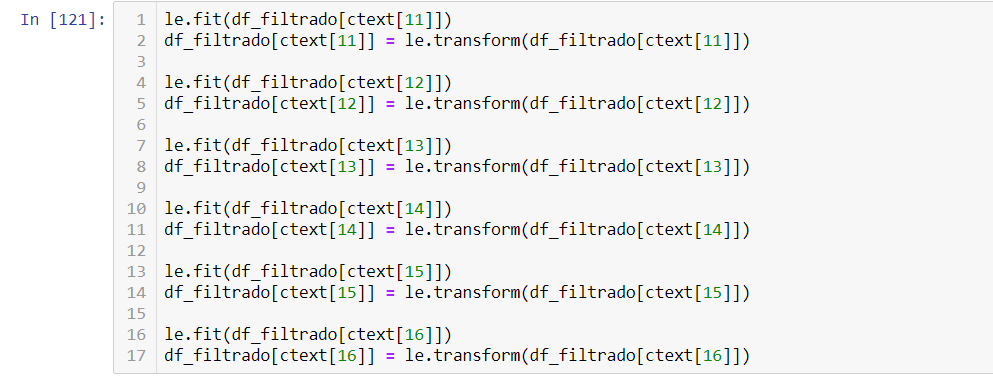 In [121]:
1 le.fit(df_filtrado[ctext[11]])
2 df_filtrado[ctext[11]] = le.transform(df_filtrado[ctext[11]])
3
4 le.fit(df_filtrado[ctext[12]])
5 df_filtrado[ctext[12]] = le.transform(df_filtrado[ctext[12]])
6
7 le.fit(df_filtrado[ctext[13]])
8 df_filtrado[ctext[13]] = le.transform(df_filtrado[ctext[13]])
9
10 le.fit(df_filtrado[ctext[14]])
11 df_filtrado[ctext[14]] = le.transform(df_filtrado[ctext[14]])
12
13 le.fit(df_filtrado[ctext[15]])
14 df_filtrado[ctext[15]] = le.transform(df_filtrado[ctext[15]])
15
16 le.fit(df_filtrado[ctext[16]])
17 df_filtrado[ctext[16]] = le.transform(df_filtrado[ctext[16]])